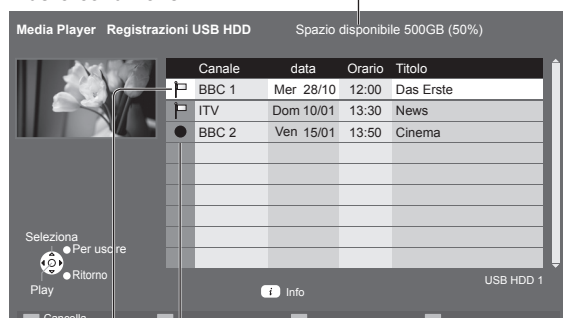 Media Player Registrazioni USB HDD Spazio disponibile 500GB (50%)
Canale data Orario Titolo
BBC 1 Mer 28/10 12:00 Das Erste
ITV Dom 10/01 13:30 News
BBC 2 Ven 15/01 13:50 Cinema
Seleziona
Per uscire
Ritorno
Play
USB HDD 1
i Info
Cancella